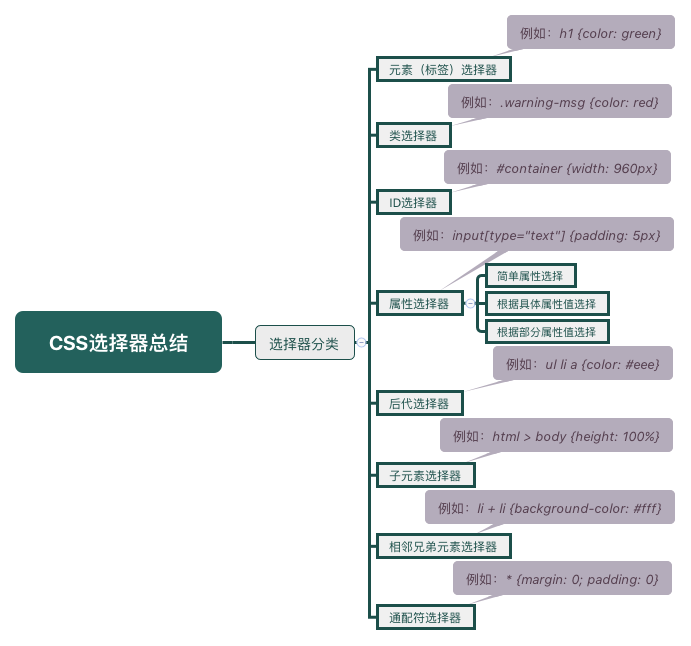 CSS选择器总结
选择器分类
例如：h1 {color: green}
元素（标签）选择器
例如：.warning-msg {color: red}
类选择器
例如：#container {width: 960px}
ID选择器
例如：input[type="text"] {padding: 5px}
属性选择器
简单属性选择
根据具体属性值选择
根据部分属性值选择
例如：ul li a {color: #eee}
后代选择器
例如：html > body {height: 100%}
子元素选择器
例如：li + li {background-color: #fff}
相邻兄弟元素选择器
例如：* {margin: 0; padding: 0}
通配符选择器